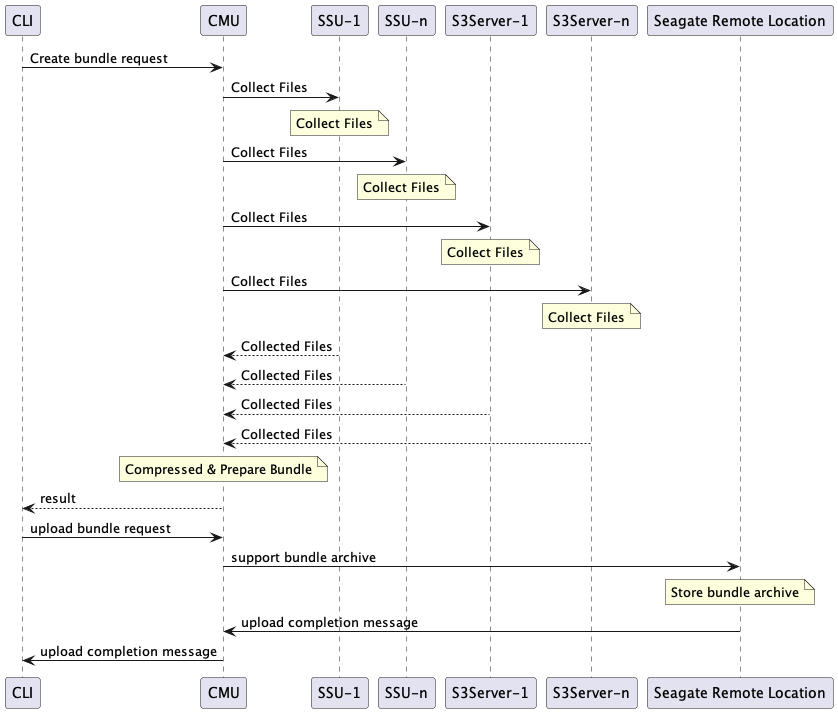 CLI CMU SSU-1 SSU-n S3Server-1 S3Server-n Seagate Remote Location
Create bundle request
Collect Files
Collect Files
Collect Files
Collect Files
Collect Files
Collect Files
Collect Files
Collect Files
Collected Files
Collected Files
Collected Files
Collected Files
Compressed & Prepare Bundle
result
upload bundle request
support bundle archive
Store bundle archive
upload completion message
upload completion message
CLI CMU SSU-1 SSU-n S3Server-1 S3Server-n Seagate Remote Location